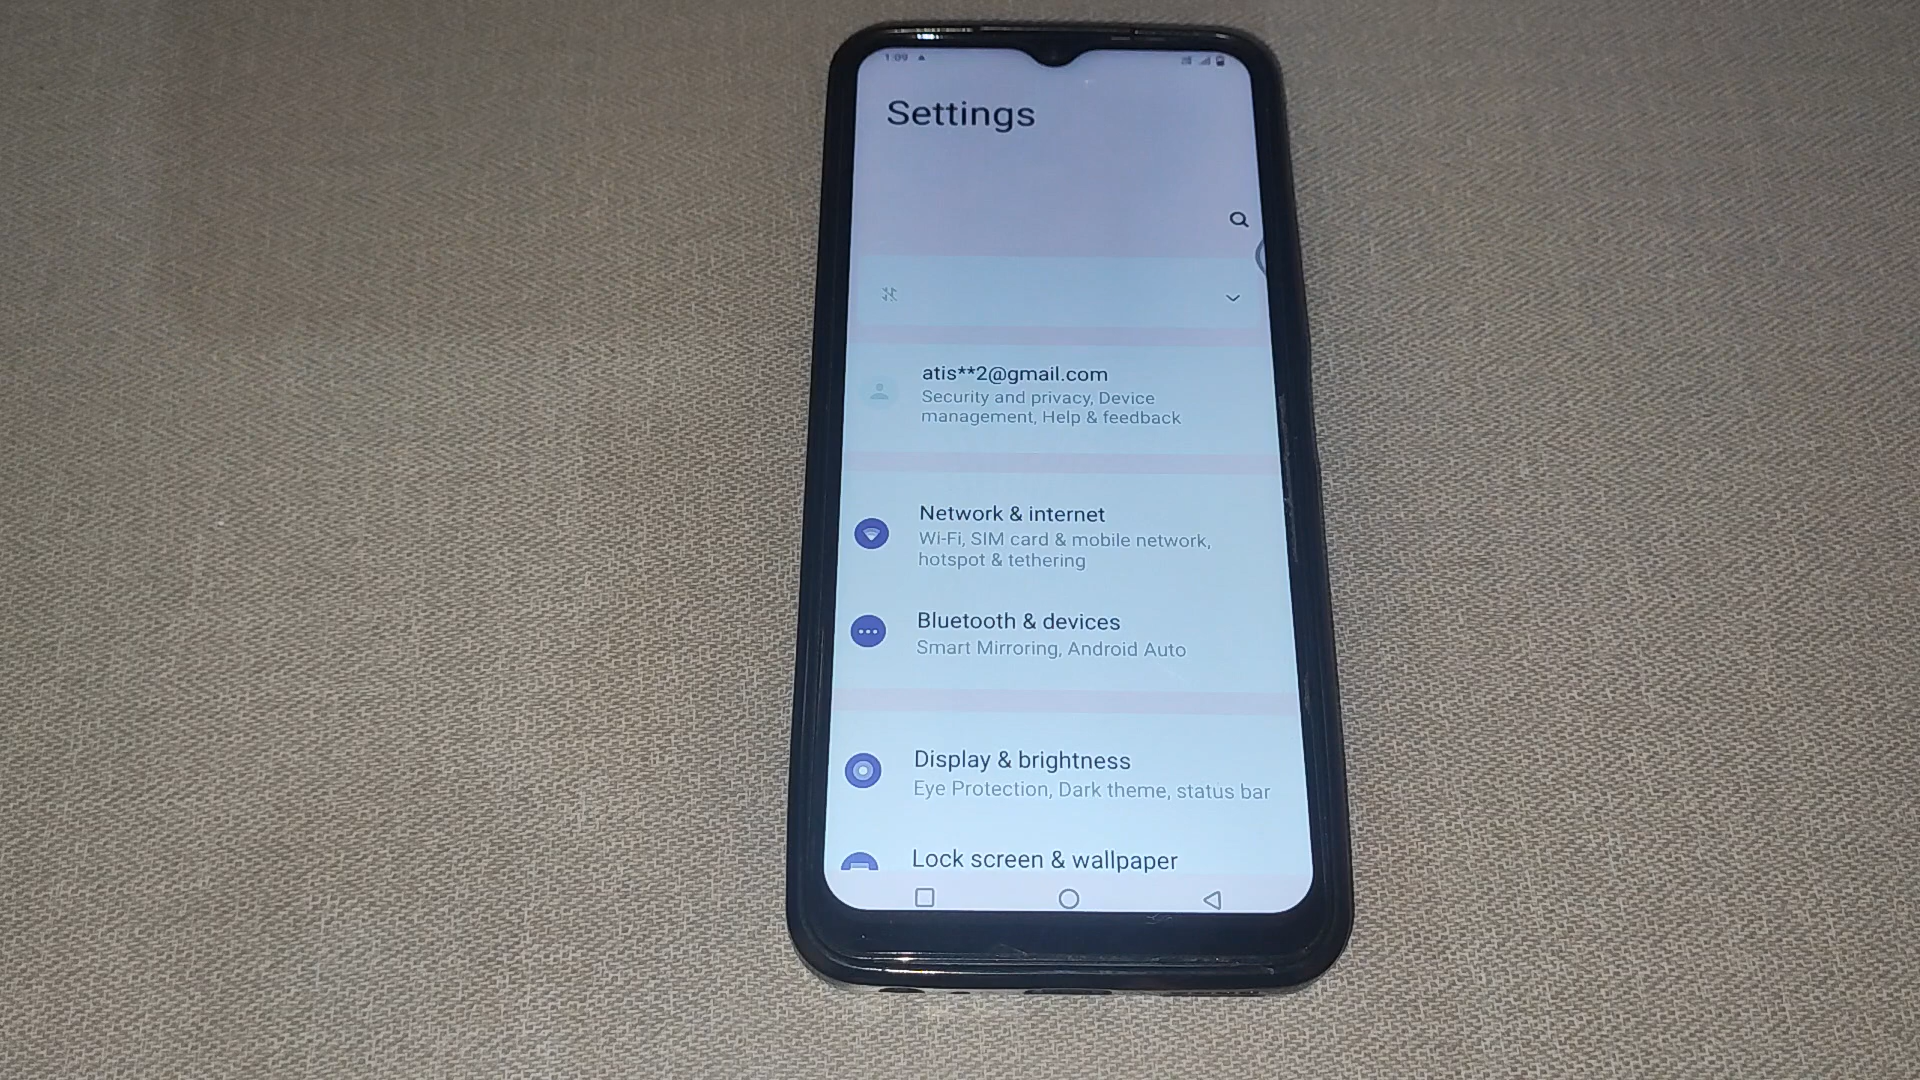 1:09
Settings
atis**2@gmail.com
Security and privacy, Device
management, Help & feedback
Network & internet
Wi-Fi, SIM card & mobile network,
hotspot & tethering
Bluetooth & devices
Smart Mirroring, Android Auto
Display & brightness
Eye Protection, Dark theme, status bar
Lock screen & wallpaper